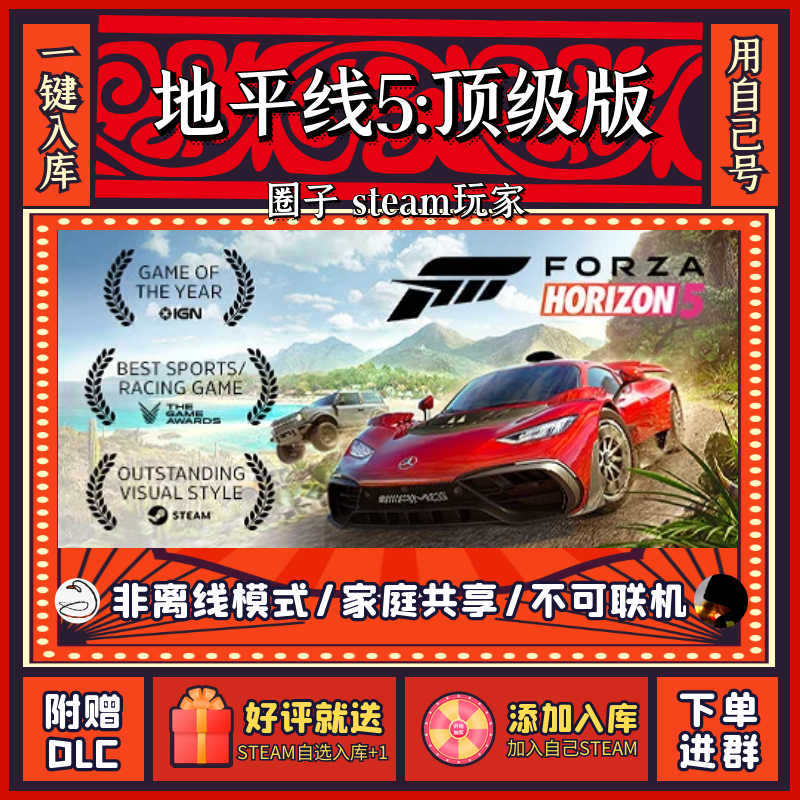 一键入库
用自己号
地平线5:顶级版
圈子 steam玩家
GAME OF
THE YEAR
IGN
BEST SPORTS/
RACING GAME
THE
GAME
AWARDS
OUTSTANDING
VISUAL STYLE
STEAM
FORZA
HORIZON 5
AMG
非离线模式/家庭共享/不可联机
附赠
DLC
好评就送
STEAM自选入库+1
添加入库
加入自己STEAM
下单
进群